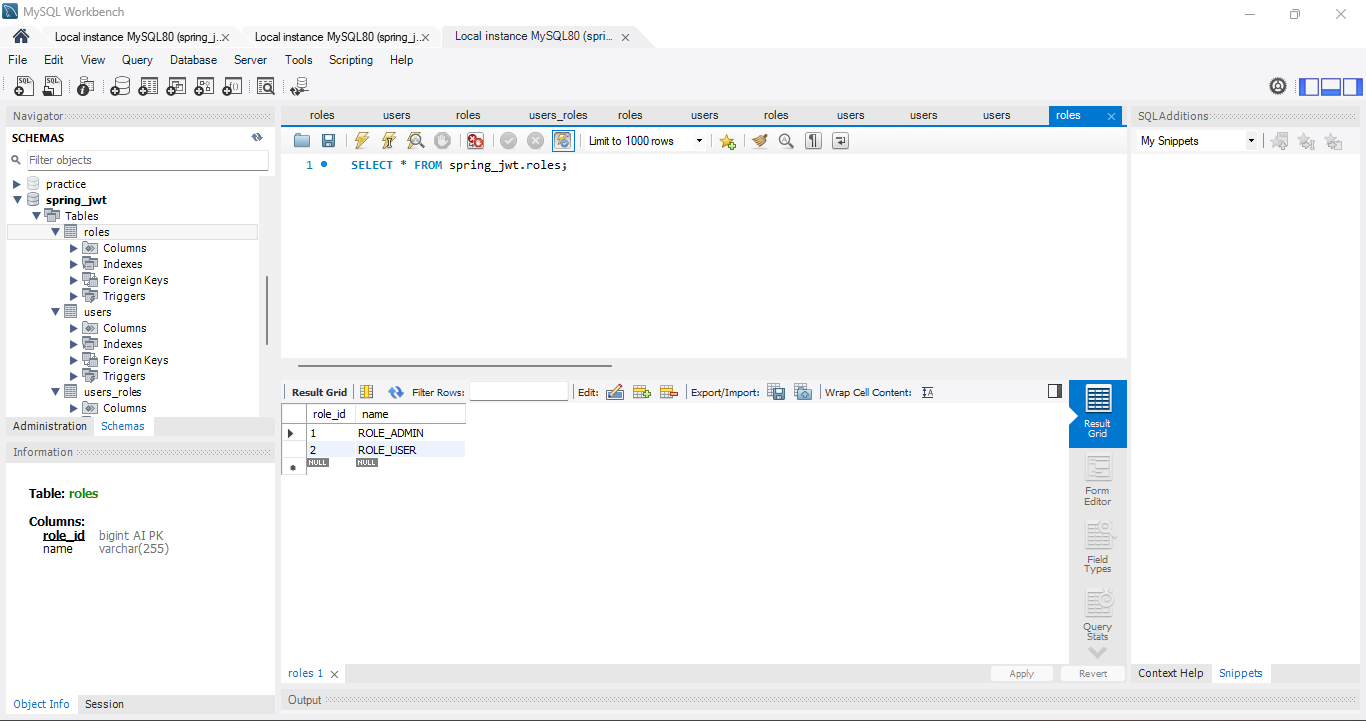 MySQL Workbench
Local instance MySQL80 (spring_j... Local instance MySQL80 (spring_j... Local instance MySQL80 (spri...
File Edit View Query Database Server Tools Scripting Help
Navigator
SCHEMAS
Filter objects
practice
spring_jwt
Tables
roles
Columns
Indexes
Foreign Keys
Triggers
users
Columns
Indexes
Foreign Keys
Triggers
users_roles
Columns
Administration Schemas
Information
Table: roles
Columns:
role_id bigint AI PK
name varchar(255)
Object Info Session
roles users roles users_roles roles users roles users users users roles
Limit to 1000 rows
1 SELECT * FROM spring_jwt.roles;
Result Grid Filter Rows: Edit: Export/Import: Wrap Cell Content:
role_id name
1 ROLE_ADMIN
2 ROLE_USER
NULL NULL
Result
Grid
Form
Editor
Field
Types
Query
Stats
roles 1 Apply Revert
Output
SQLAdditions
My Snippets
Context Help Snippets